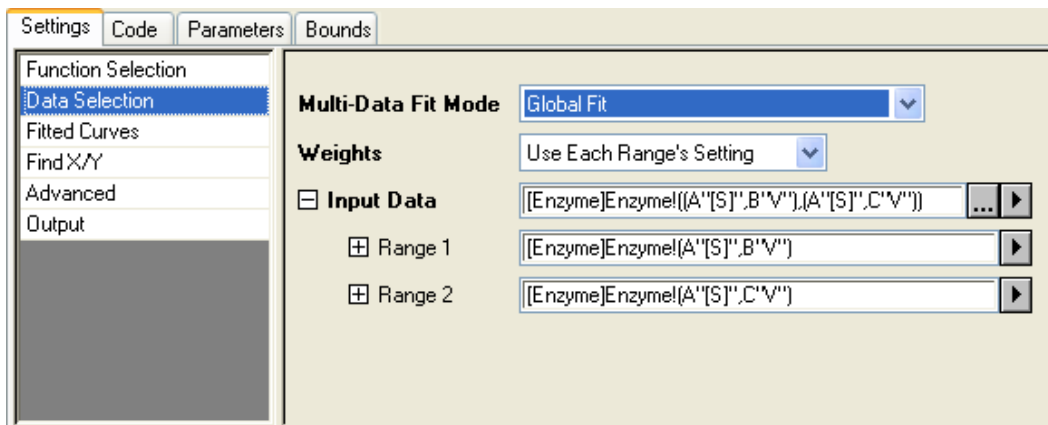 Settings Code Parameters Bounds
Function Selection
Data Selection
Fitted Curves
Find X/Y
Advanced
Output
Multi-Data Fit Mode Global Fit
Weights Use Each Range's Setting
Input Data [Enzyme]Enzyme!((A"[S]",B"V"),(A"[S]",C"V")) ...
Range 1 [Enzyme]Enzyme!(A"[S]",B"V")
Range 2 [Enzyme]Enzyme!(A"[S]",C"V")